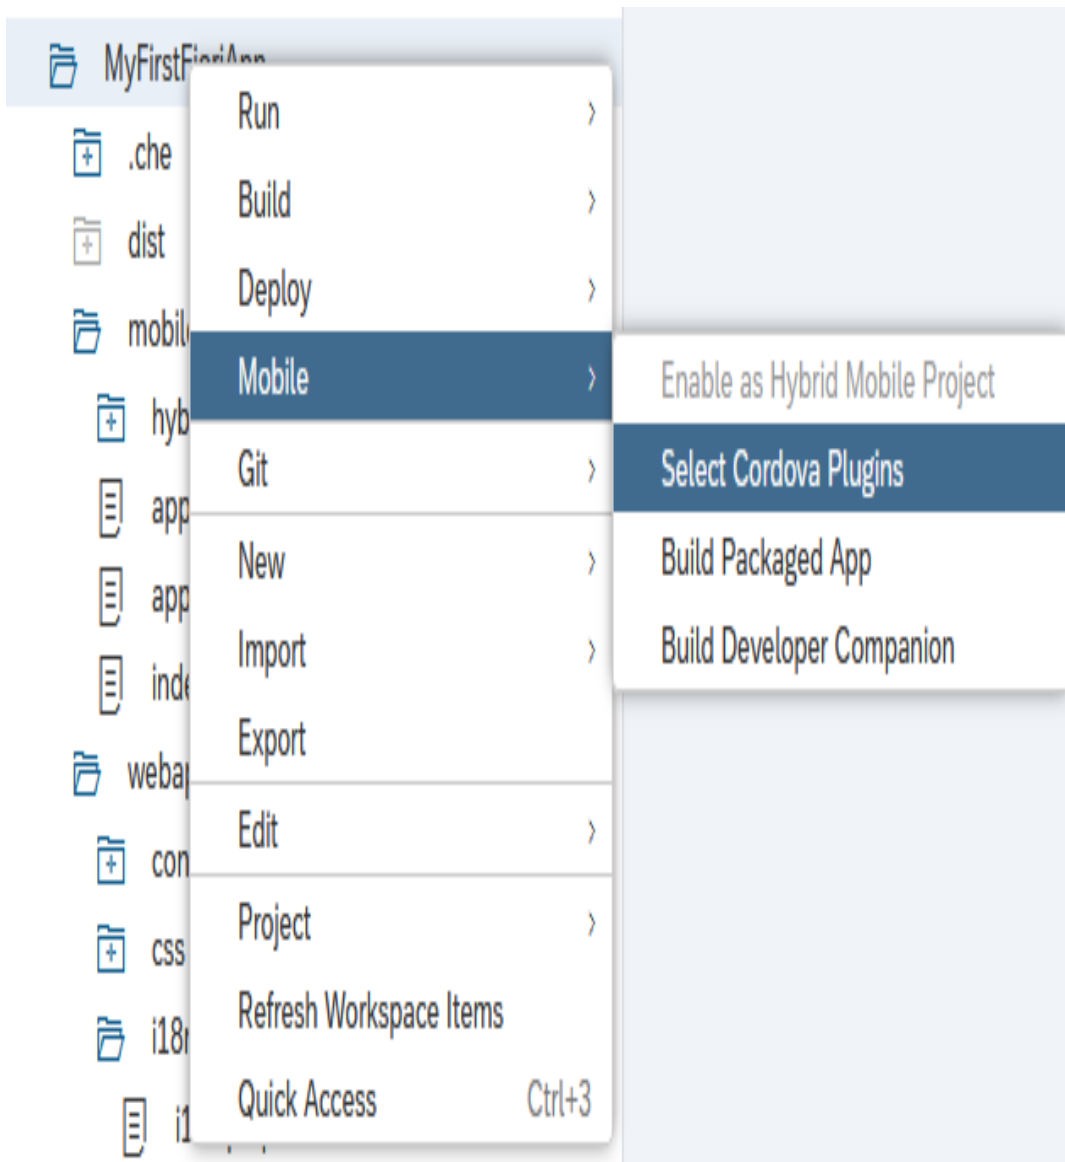 MyFirstFioriApp
.che
dist
Run
Build
Deploy
Mobile
Git
New
Import
Export
Edit
Project
Refresh Workspace Items
Quick Access Ctrl+3
Enable as Hybrid Mobile Project
Select Cordova Plugins
Build Packaged App
Build Developer Companion
css